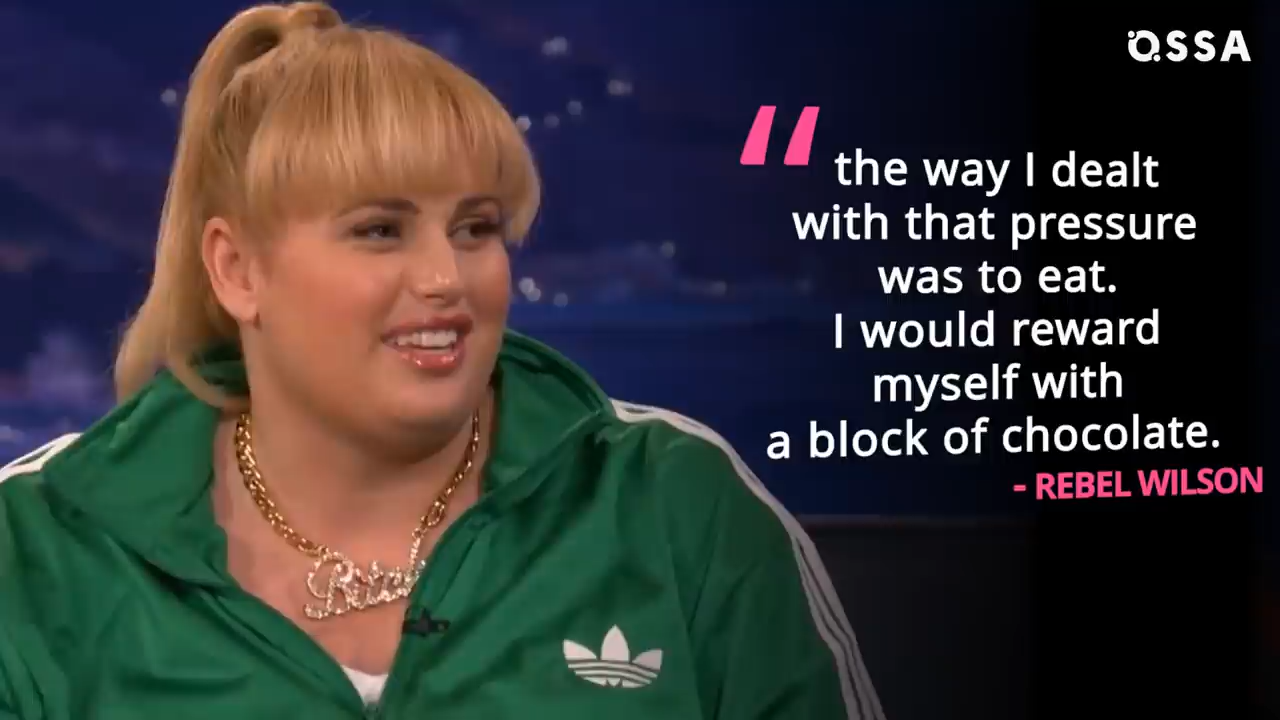 OSSA
“the way I dealt
with that pressure
was to eat.
I would reward
myself with
a block of chocolate.
- REBEL WILSON